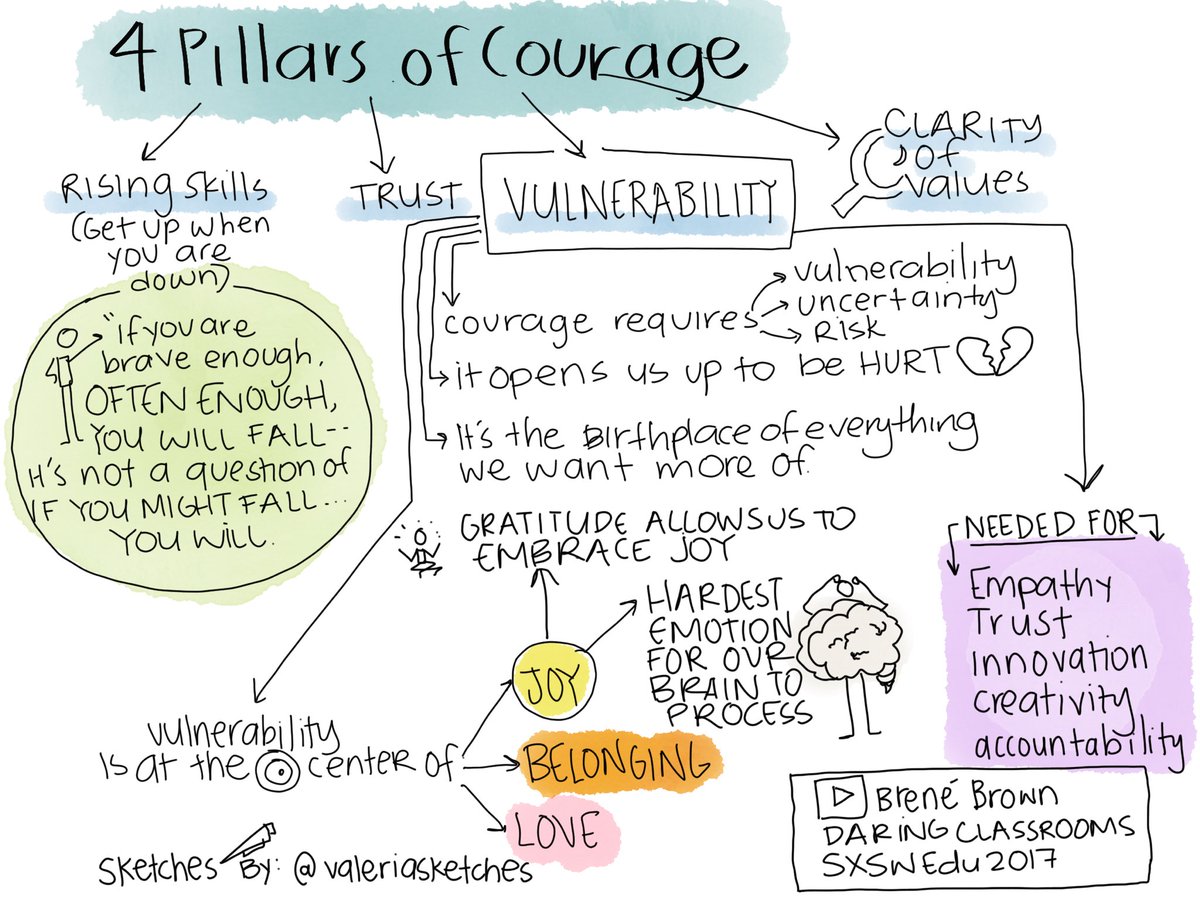 4 Pillars of Courage
Rising Skills
(Get up when
you are
down)
"if you are
brave enough,
OFTEN ENOUGH,
YOU WILL FALL--
it's not a question of
IF YOU MIGHT FALL...
YOU WILL.
TRUST
VULNERABILITY
CLARITY
of
values
courage requires
vulnerability
uncertainty
RISK
it opens us up to be HURT
It's the Birthplace of everything
we want more of.
GRATITUDE ALLOWS US TO
EMBRACE JOY
HARDEST
EMOTION
FOR OUR
BRAIN TO
PROCESS
JOY
vulnerability
Is at the center of
BELONGING
LOVE
NEEDED FOR
Empathy
Trust
innovation
creativity
accountability
Brené Brown
DARING CLASSROOMS
SXSWEdu2017
Sketches By: @valeriasketches